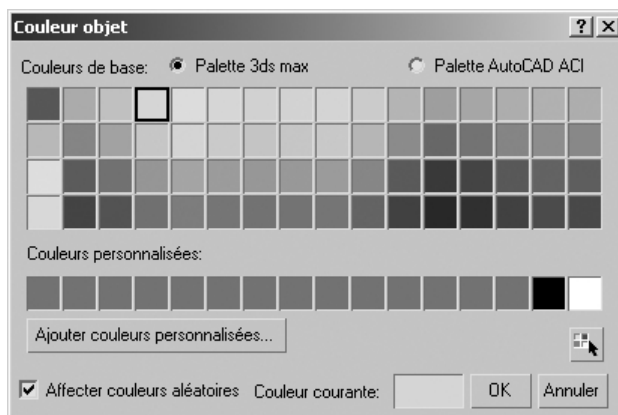 Couleur objet
Couleurs de base: Palette 3ds max Palette AutoCAD ACI
Couleurs personnalisées:
Ajouter couleurs personnalisées...
Affecter couleurs aléatoires Couleur courante: OK Annuler